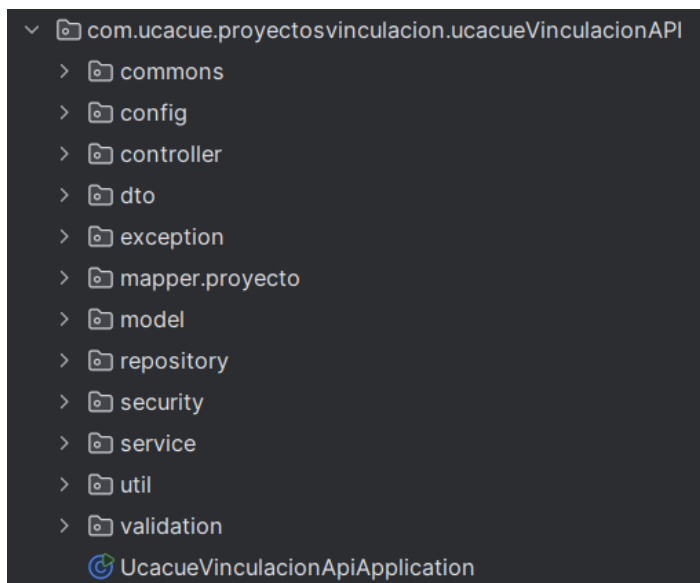 com.ucacue.proyectosvinculacion.ucacueVinculacionAPI
commons
config
controller
dto
exception
mapper.proyecto
model
repository
security
service
util
validation
UcacueVinculacionApiApplication